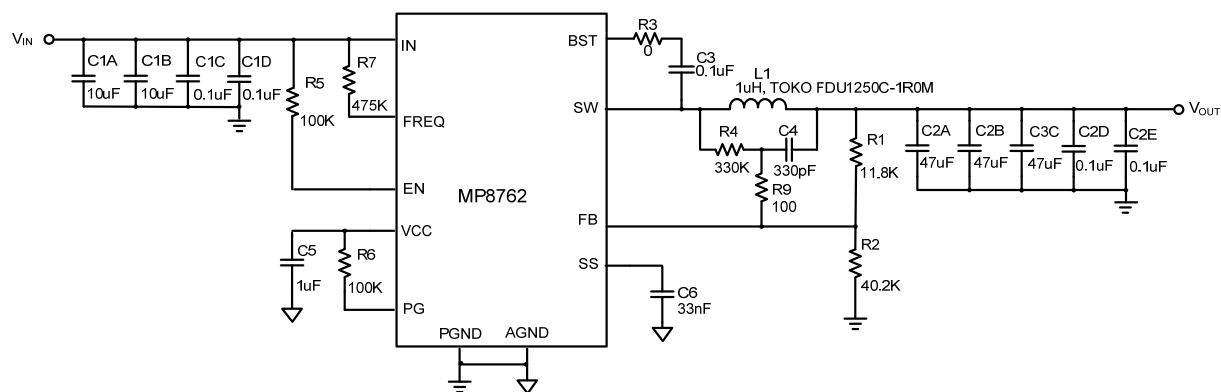 V_IN
C1A
10uF
C1B
10uF
C1C
0.1uF
C1D
0.1uF
R5
100K
R7
475K
C5
1uF
R6
100K
IN
FREQ
EN
VCC
PG
MP8762
PGND
AGND
BST
SW
FB
SS
R3
0
C3
0.1uF
L1
1uH, TOKO FDU1250C-1R0M
R4
330K
C4
330pF
R9
100
R1
11.8K
R2
40.2K
C6
33nF
C2A
47uF
C2B
47uF
C3C
47uF
C2D
0.1uF
C2E
0.1uF
V_OUT